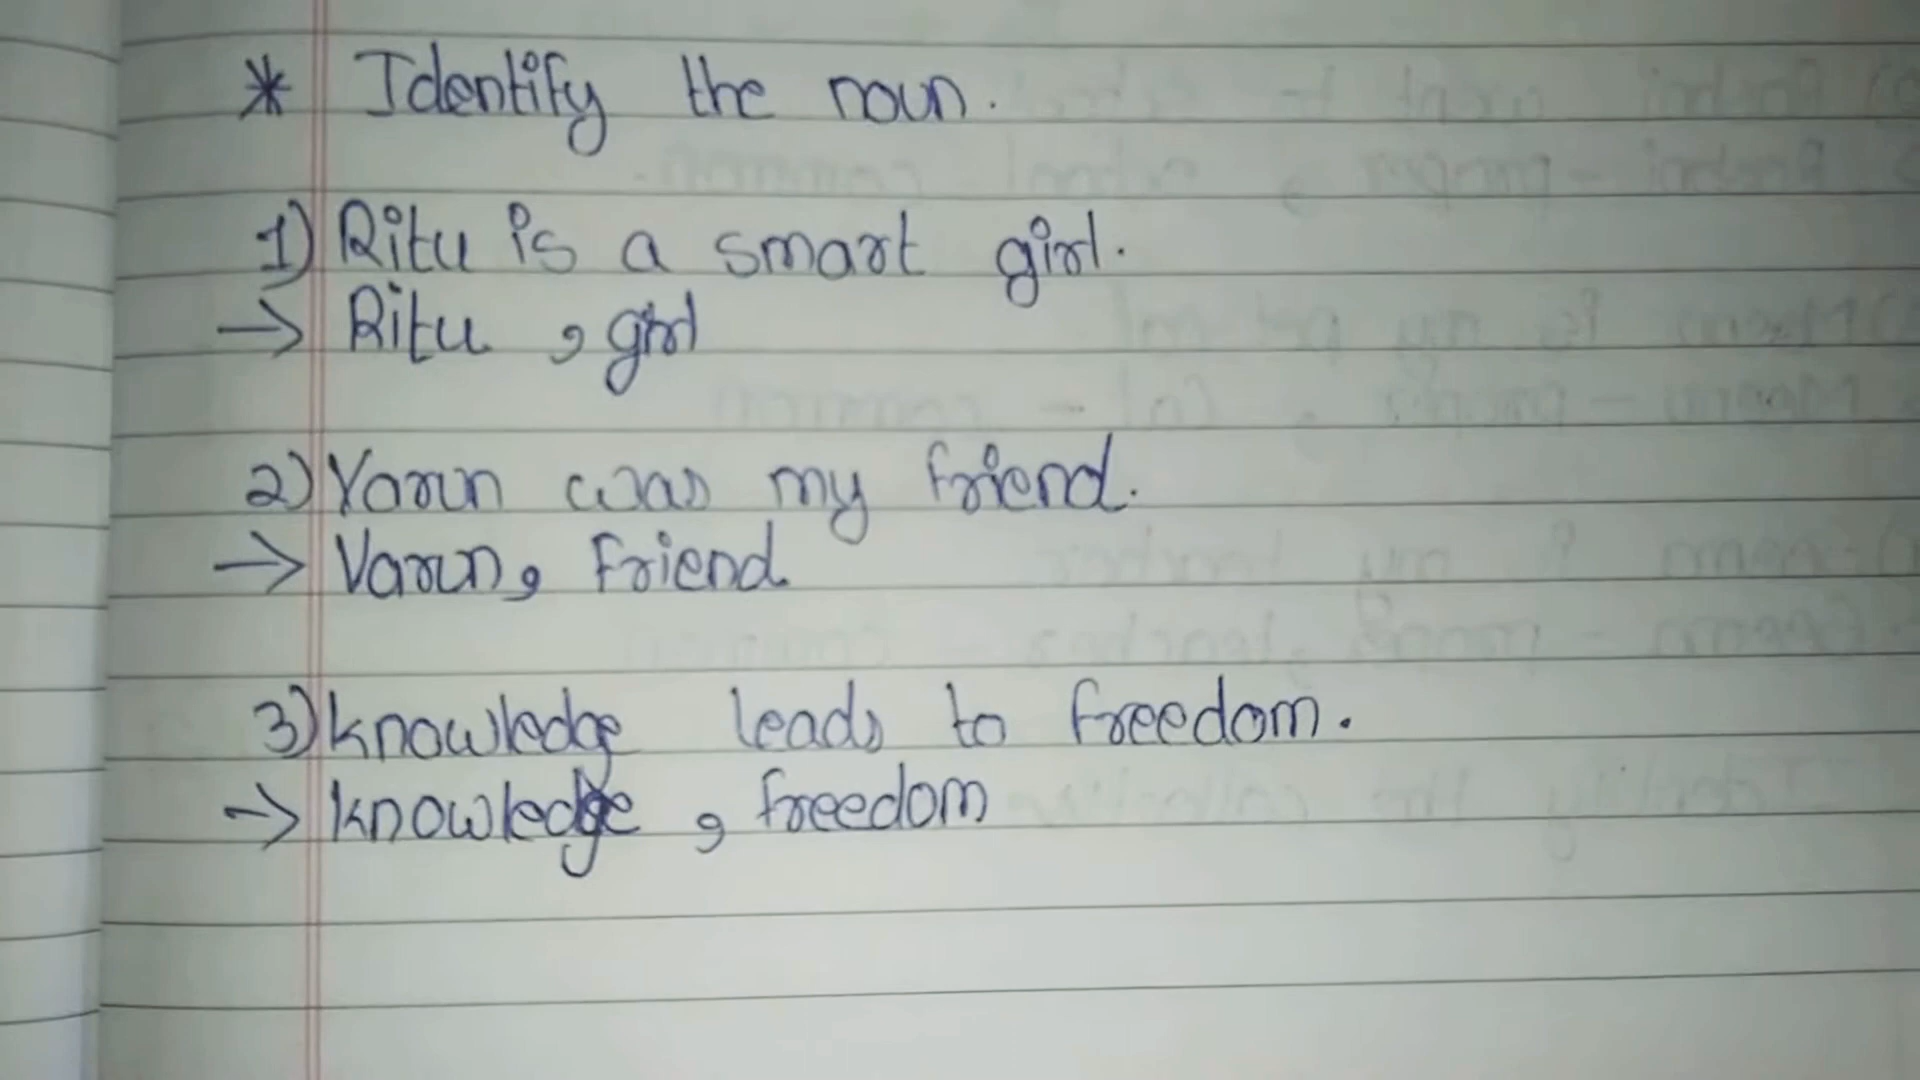 * Identify the noun.
1) Ritu is a smart girl.
→ Ritu , girl
2) Varun was my friend.
→ Varun, Friend.
3) knowledge leads to freedom.
→ knowledge , freedom